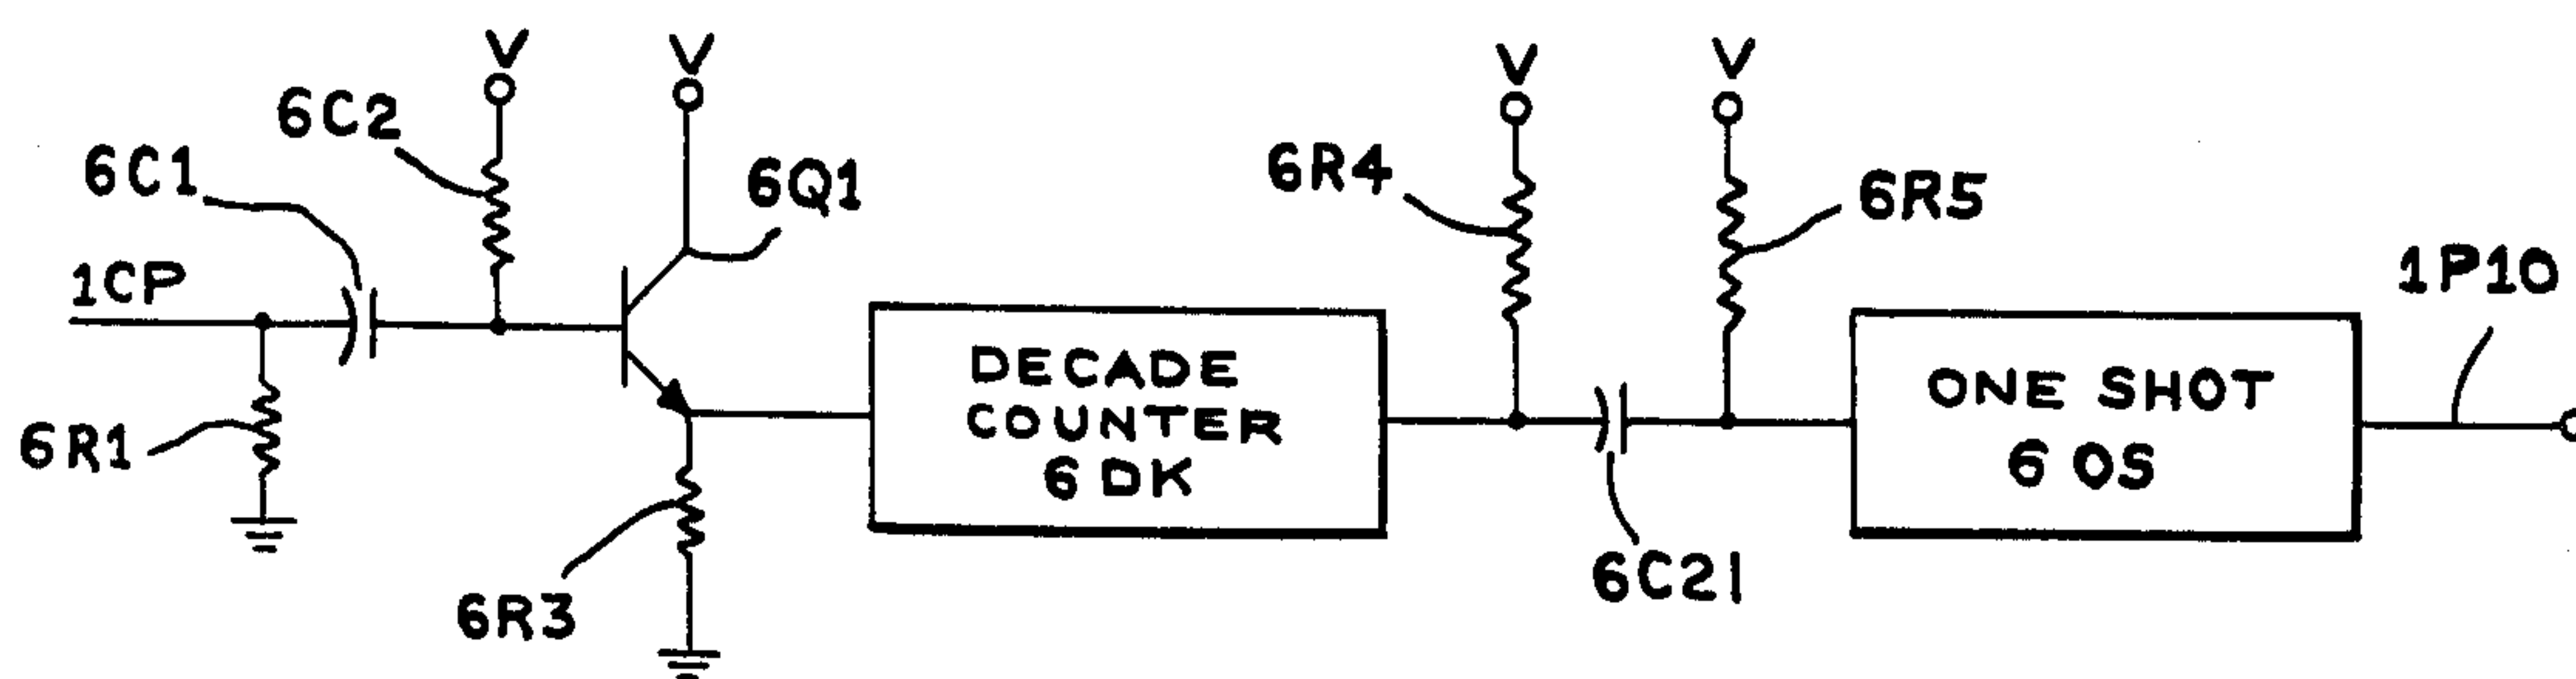 V
V
6C2
6C1
6Q1
1CP
6R1
6R3
DECADE
COUNTER
6 DK
V
V
6R4
6R5
6C21
ONE SHOT
6 OS
1P10